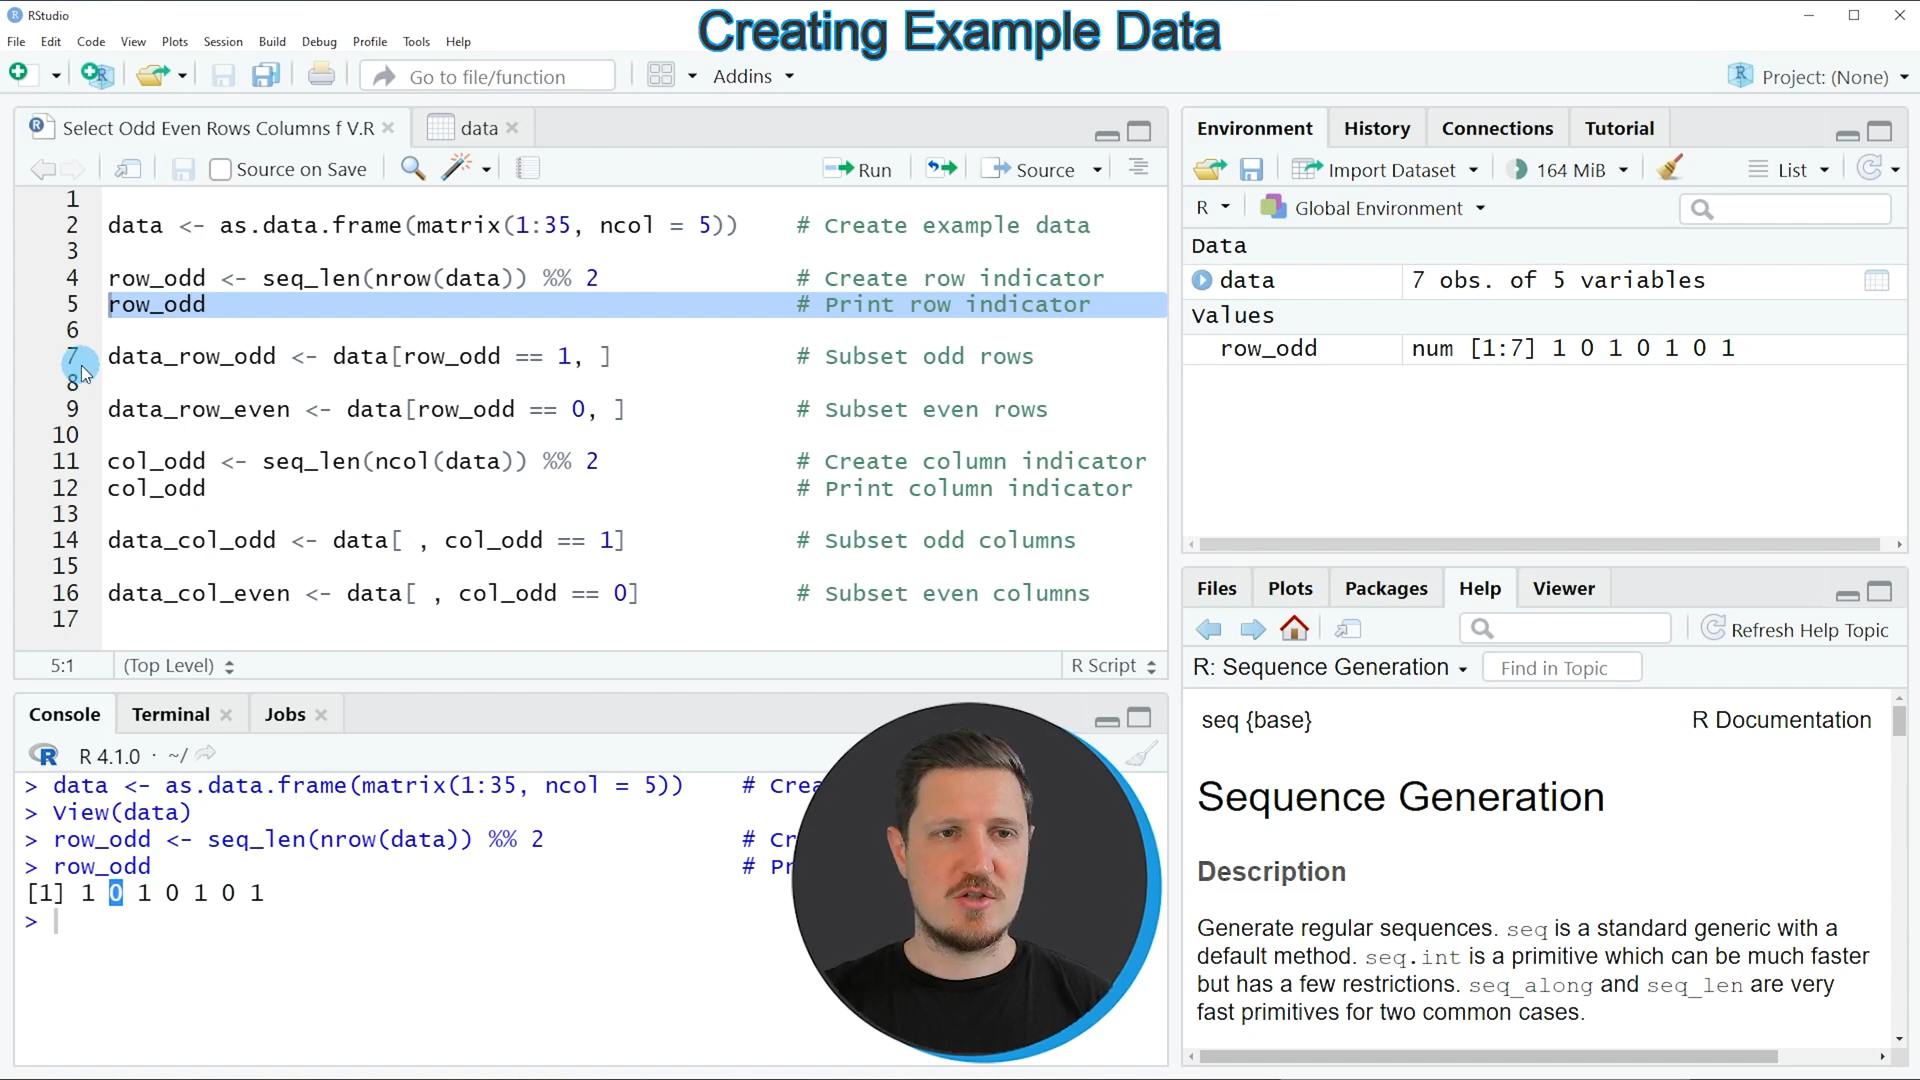 RStudio
Creating Example Data
File Edit Code View Plots Session Build Debug Profile Tools Help
Go to file/function Addins Project: (None)
Select Odd Even Rows Columns f V.R data
Source on Save Run Source
1
2 data <- as.data.frame(matrix(1:35, ncol = 5)) # Create example data
3
4 row_odd <- seq_len(nrow(data)) %% 2 # Create row indicator
5 row_odd # Print row indicator
6
7 data_row_odd <- data[row_odd == 1, ] # Subset odd rows
8
9 data_row_even <- data[row_odd == 0, ] # Subset even rows
10
11 col_odd <- seq_len(ncol(data)) %% 2 # Create column indicator
12 col_odd # Print column indicator
13
14 data_col_odd <- data[ , col_odd == 1] # Subset odd columns
15
16 data_col_even <- data[ , col_odd == 0] # Subset even columns
17
5:1 (Top Level) R Script
Console Terminal Jobs
R 4.1.0 · ~/
> data <- as.data.frame(matrix(1:35, ncol = 5)) # Crea
> View(data)
> row_odd <- seq_len(nrow(data)) %% 2 # Cr
> row_odd # Pr
[1] 1 0 1 0 1 0 1
>
Environment History Connections Tutorial
Import Dataset 164 MiB List
R Global Environment
Data
data 7 obs. of 5 variables
Values
row_odd num [1:7] 1 0 1 0 1 0 1
Files Plots Packages Help Viewer
Refresh Help Topic
R: Sequence Generation Find in Topic
seq {base} R Documentation
Sequence Generation
Description
Generate regular sequences. seq is a standard generic with a
default method. seq.int is a primitive which can be much faster
but has a few restrictions. seq_along and seq_len are very
fast primitives for two common cases.